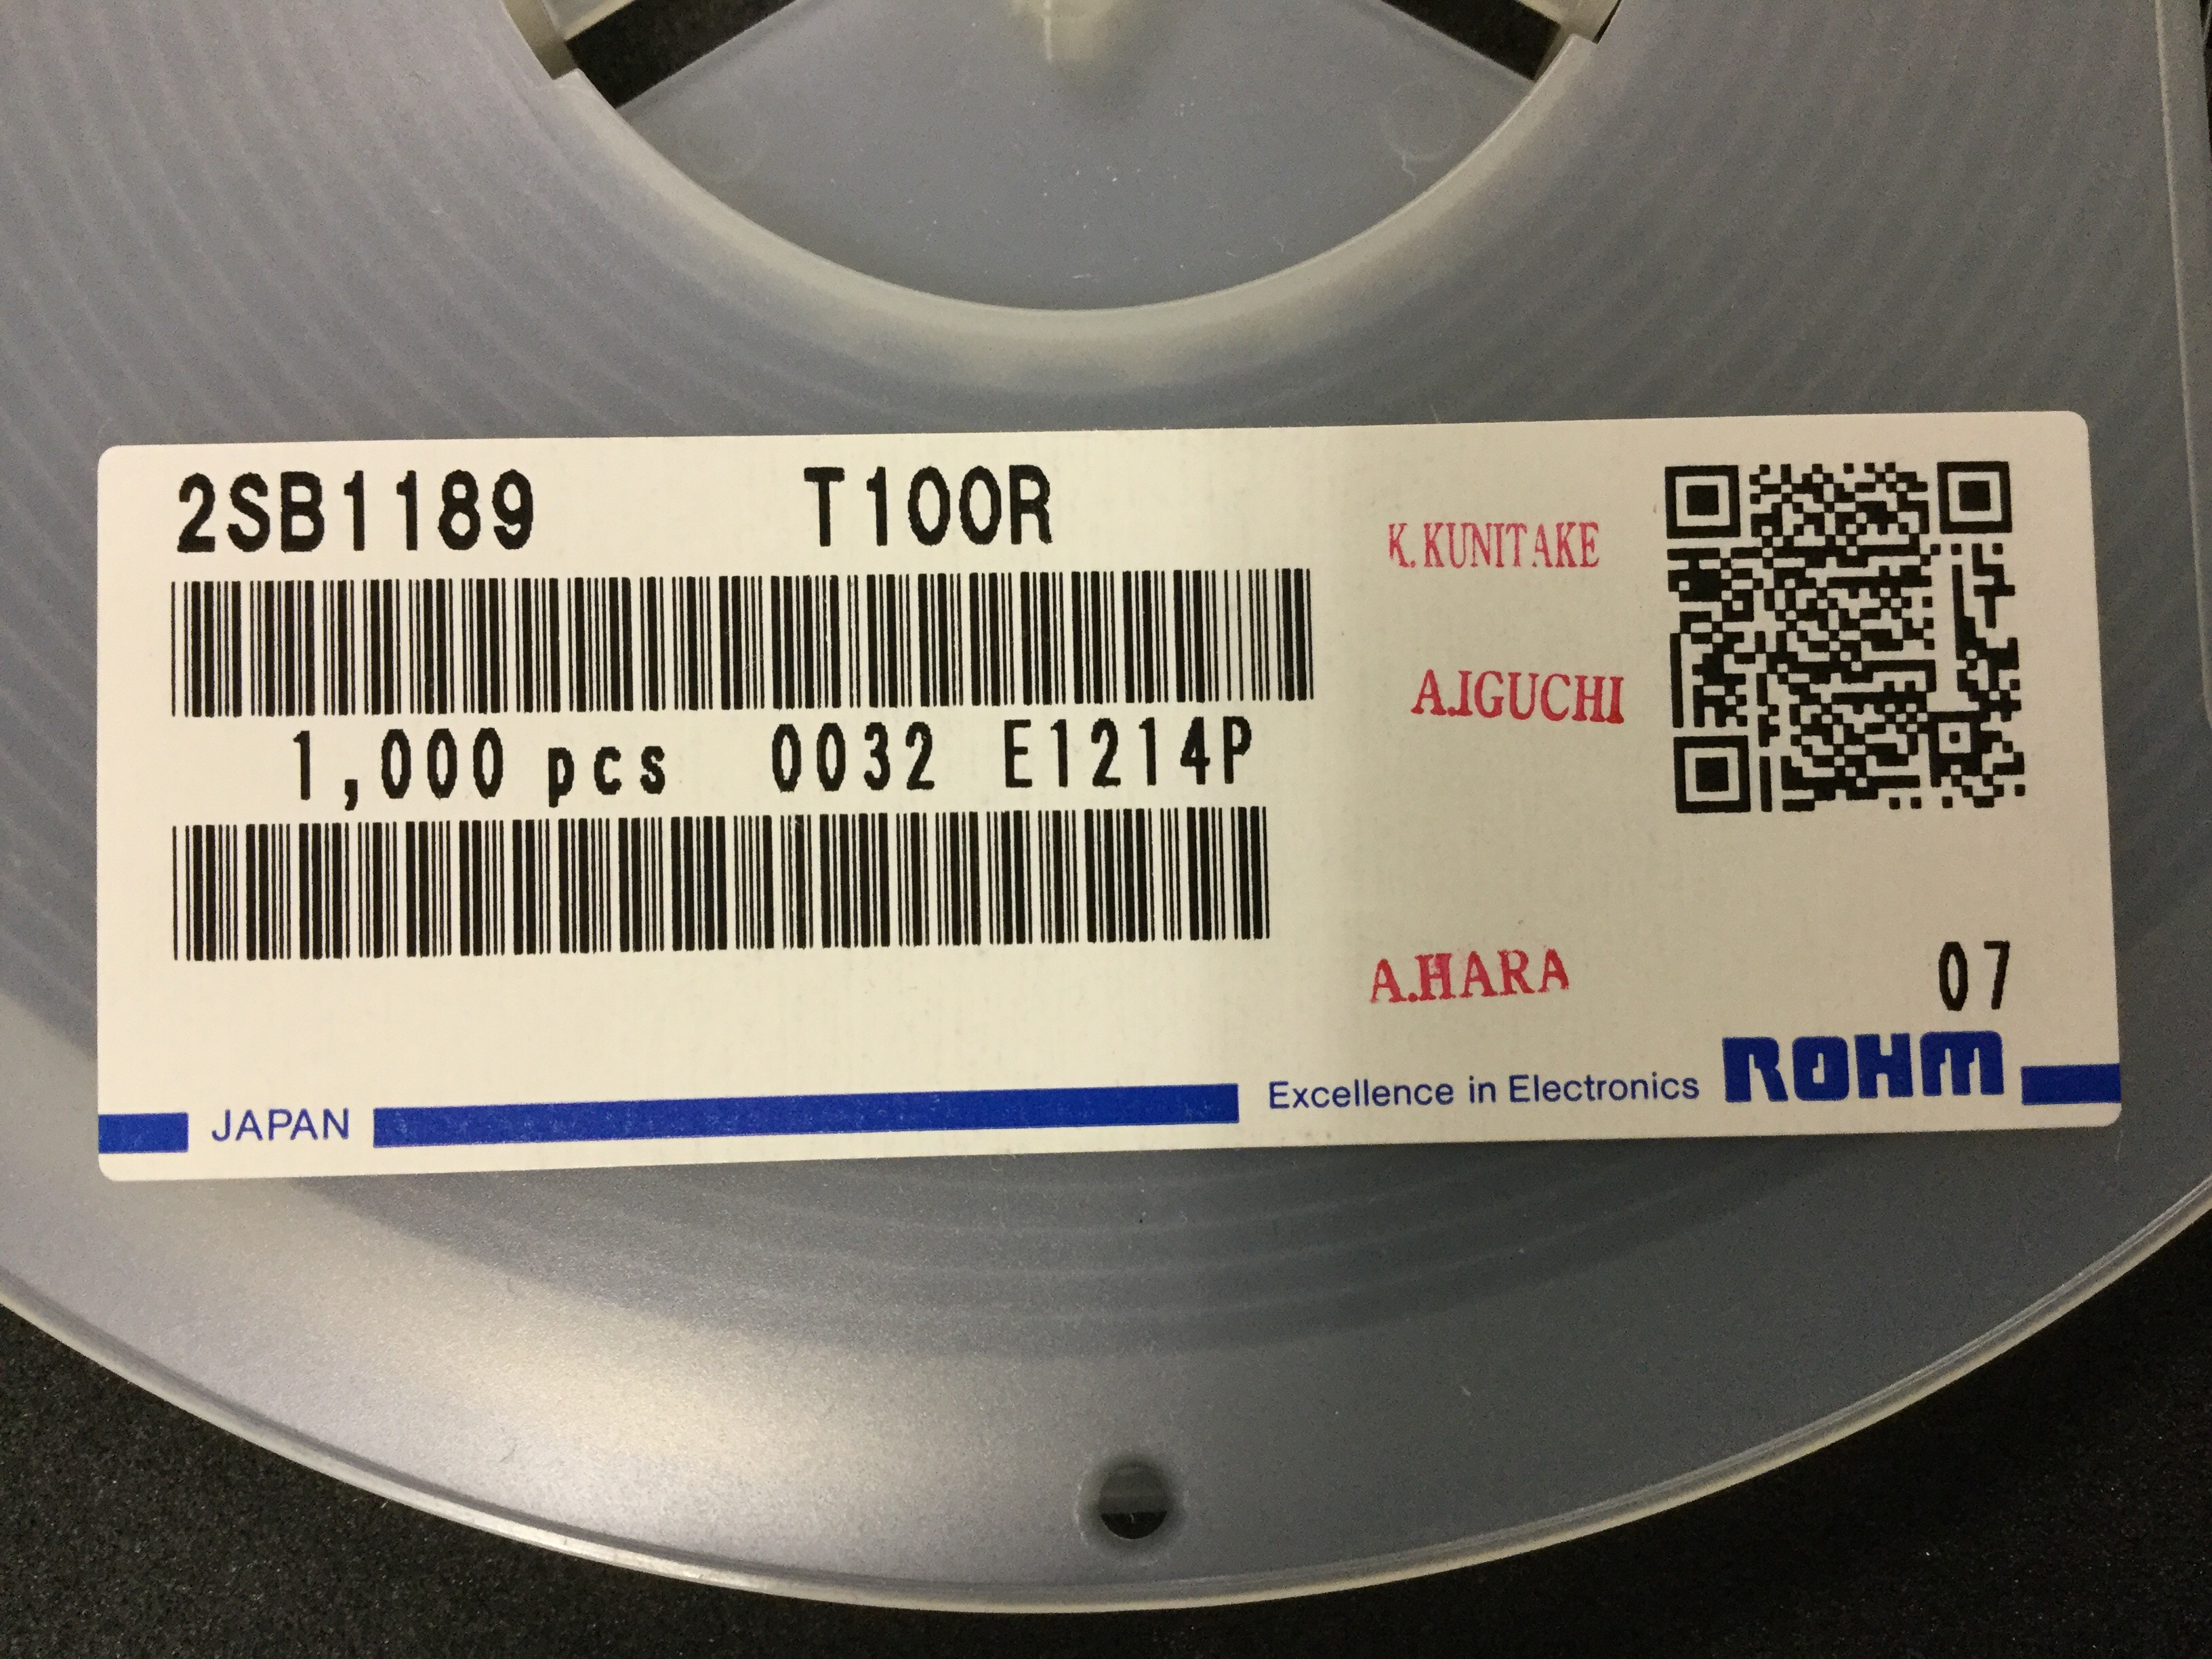 2SB1189 T100R
K.KUNITAKE
A.IGUCHI
1,000 pcs 0032 E1214P
A.HARA
07
JAPAN Excellence in Electronics ROHM